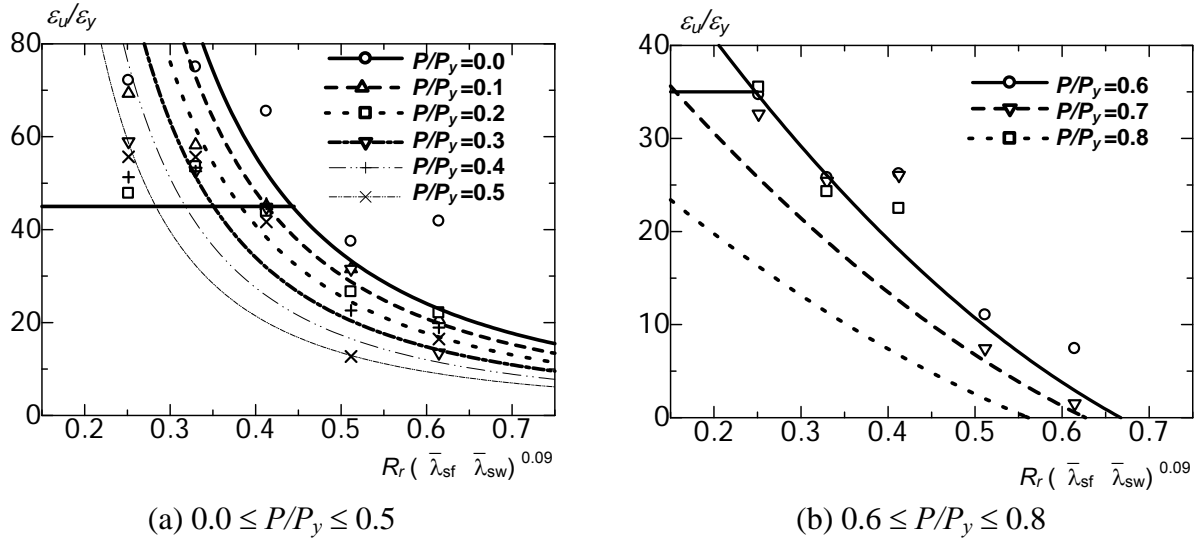 εu/εy
80
60
40
20
0
0.2 0.3 0.4 0.5 0.6 0.7
P/Py=0.0
P/Py=0.1
P/Py=0.2
P/Py=0.3
P/Py=0.4
P/Py=0.5
Rr ( λ̄sf λ̄sw) 0.09
(a) 0.0 ≤ P/Py ≤ 0.5
εu/εy
40
30
20
10
0
0.2 0.3 0.4 0.5 0.6 0.7
P/Py=0.6
P/Py=0.7
P/Py=0.8
Rr ( λ̄sf λ̄sw) 0.09
(b) 0.6 ≤ P/Py ≤ 0.8